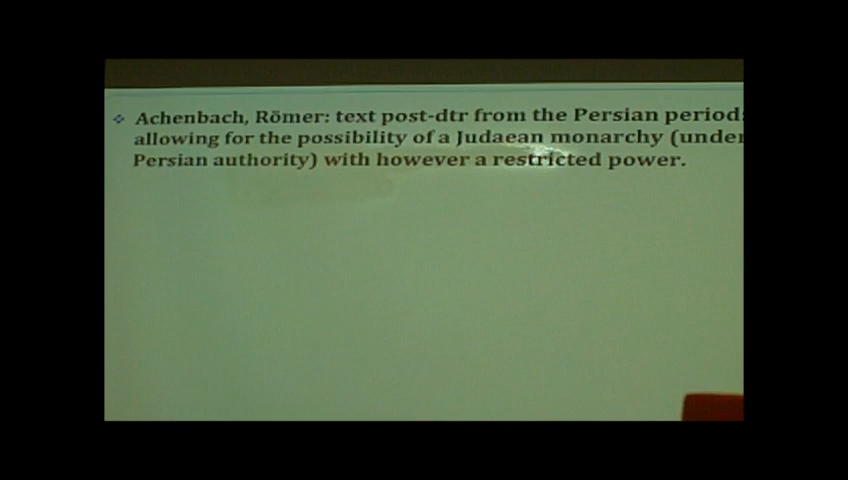 Achenbach, Römer: text post-dtr from the Persian period:
allowing for the possibility of a Judaean monarchy (under
Persian authority) with however a restricted power.